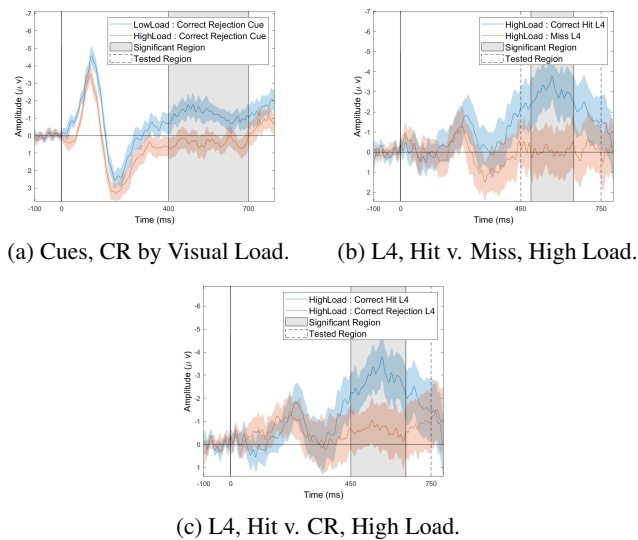 LowLoad : Correct Rejection Cue
HighLoad : Correct Rejection Cue
Significant Region
Amplitude (μ v)
-7
-6
-5
-4
-3
-2
-1
0
1
2
3
-100 0 400 700
Time (ms)
(a) Cues, CR by Visual Load.
HighLoad : Correct Hit L4
HighLoad : Miss L4
Significant Region
Tested Region
Amplitude (μ v)
-6
-5
-4
-3
-2
-1
0
1
2
-100 0 450 750
Time (ms)
(b) L4, Hit v. Miss, High Load.
HighLoad : Correct Hit L4
HighLoad : Correct Rejection L4
Significant Region
Tested Region
Amplitude (μ v)
-6
-5
-4
-3
-2
-1
0
1
-100 0 450 750
Time (ms)
(c) L4, Hit v. CR, High Load.